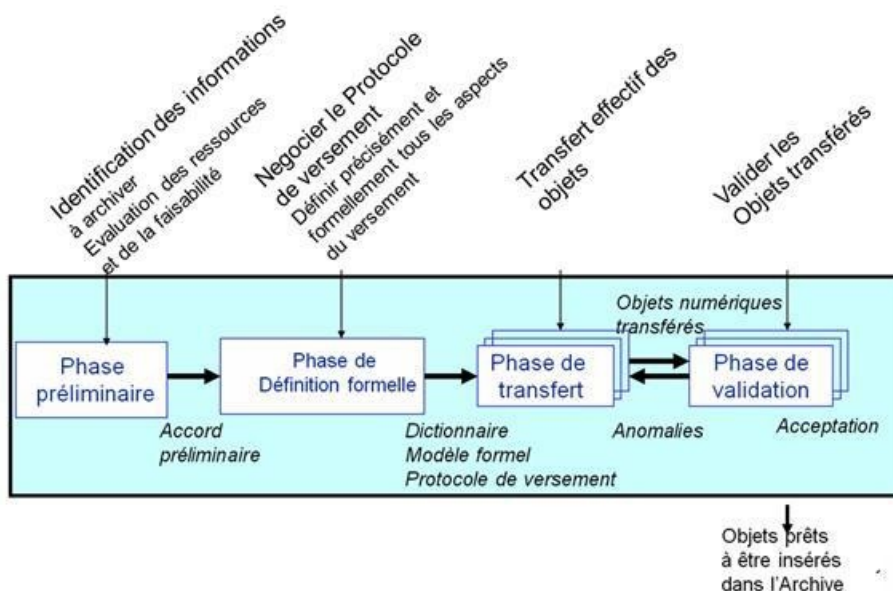 Identification des informations
à archiver
Evaluation des ressources
et de la faisabilité
Negocier le Protocole
de versement
Définir précisément et
formellement tous les aspects
du versement
Transfert effectif des
objets
Valider les
Objets transférés
Objets numériques
transférés
Phase
préliminaire
Phase de
Définition formelle
Phase de
transfert
Phase de
validation
Accord
préliminaire
Dictionnaire
Modèle formel
Protocole de versement
Anomalies
Acceptation
Objets prêts
à être insérés
dans l'Archive